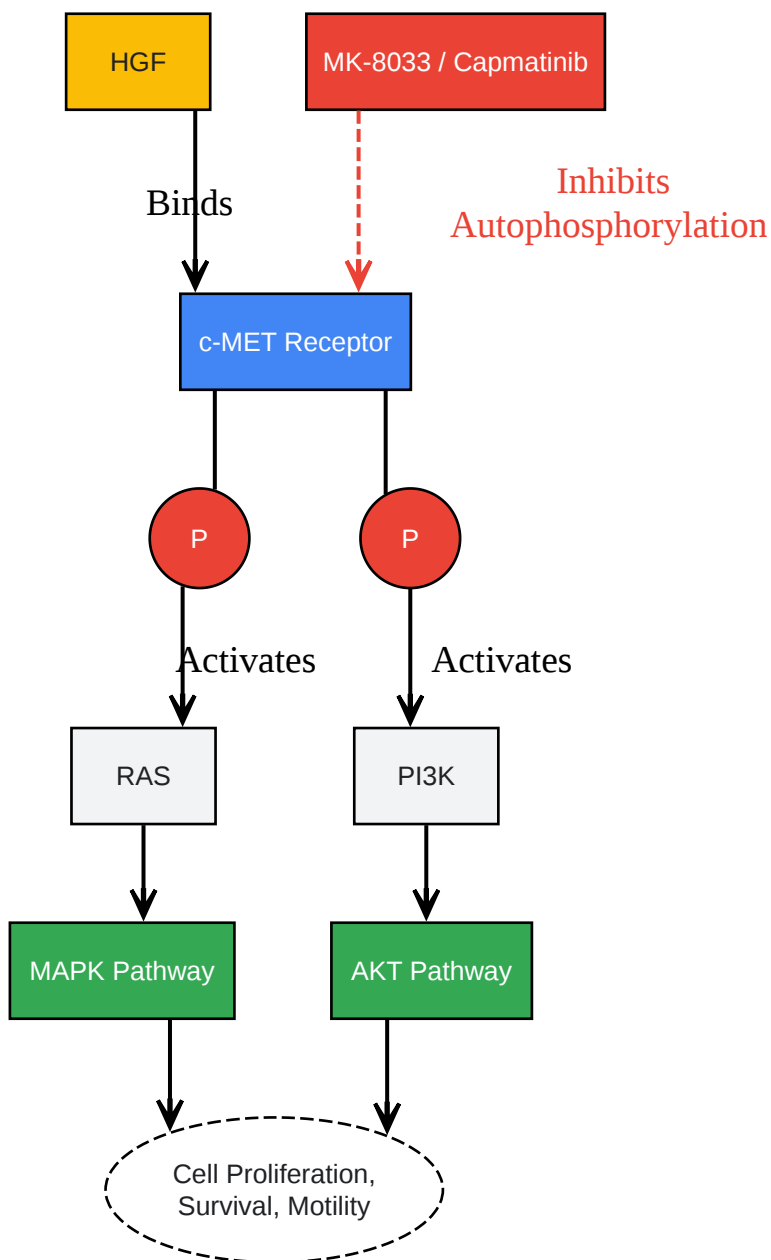 HGF
MK-8033 / Capmatinib
Binds
Inhibits
Autophosphorylation
c-MET Receptor
P
P
Activates
Activates
RAS
PI3K
MAPK Pathway
AKT Pathway
Cell Proliferation,
Survival, Motility